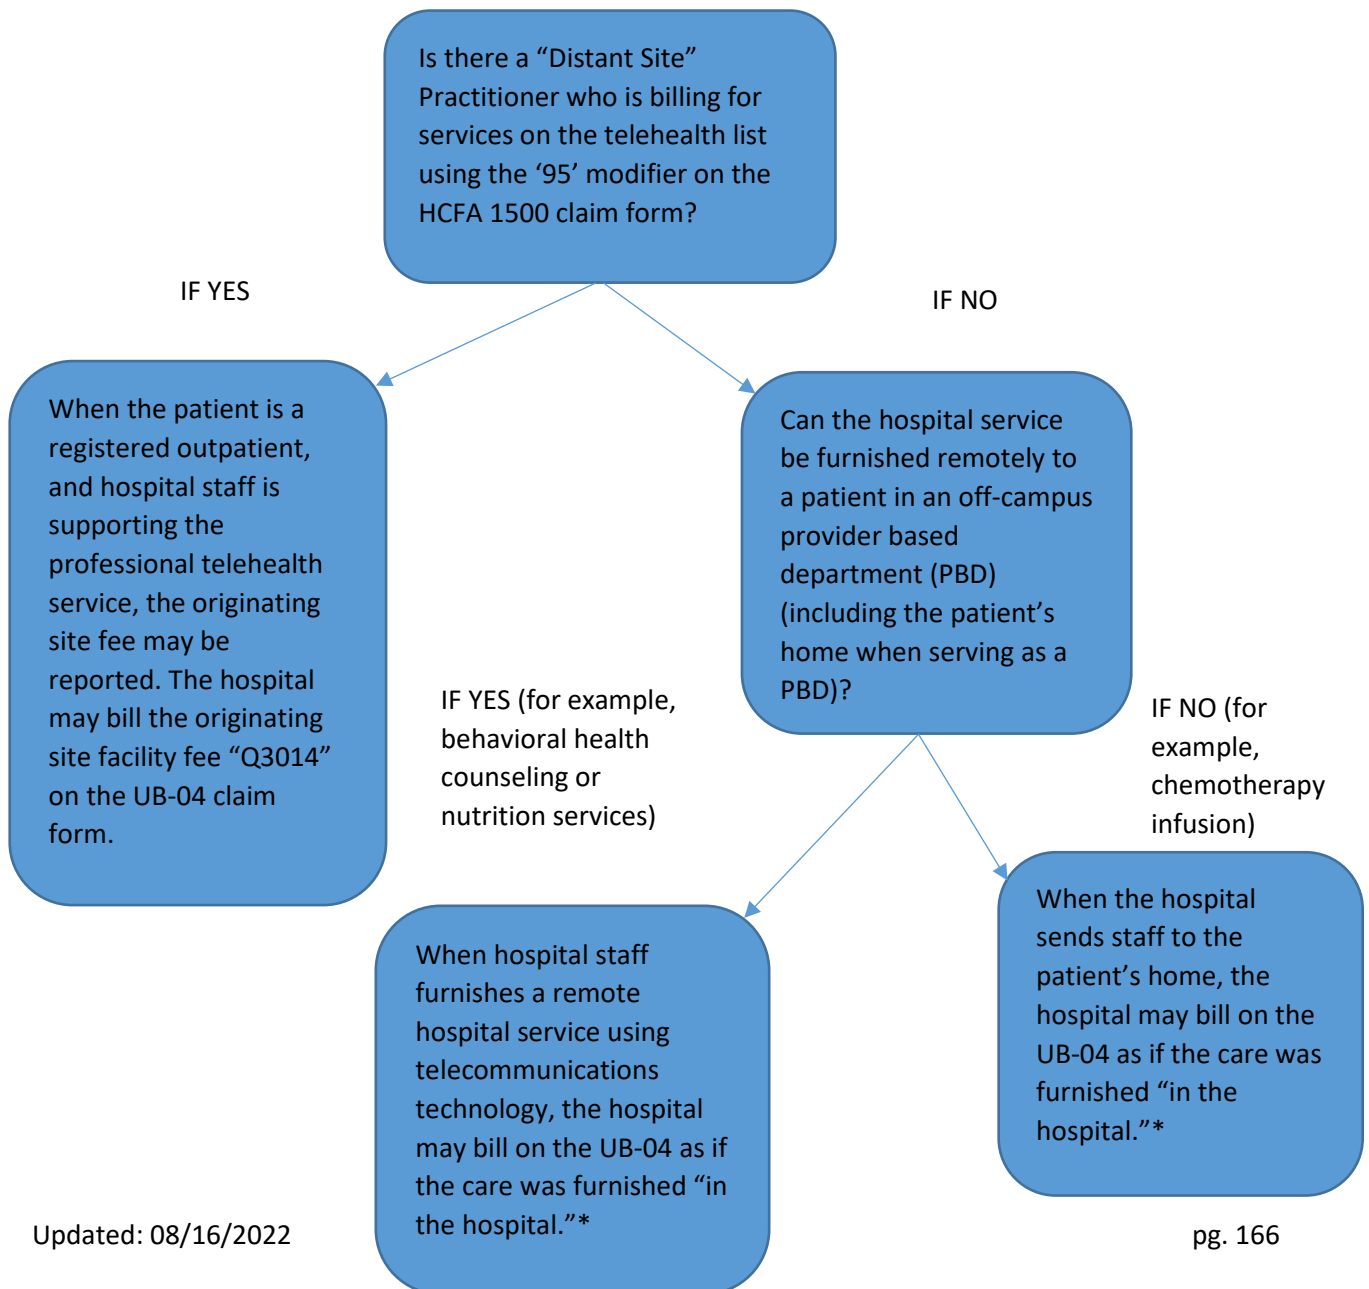 Is there a “Distant Site”
Practitioner who is billing for
services on the telehealth list
using the ‘95’ modifier on the
HCFA 1500 claim form?
IF YES
IF NO
When the patient is a
registered outpatient,
and hospital staff is
supporting the
professional telehealth
service, the originating
site fee may be
reported. The hospital
may bill the originating
site facility fee “Q3014”
on the UB-04 claim
form.
Can the hospital service
be furnished remotely to
a patient in an off-campus
provider based
department (PBD)
(including the patient’s
home when serving as a
PBD)?
IF YES (for example,
behavioral health
counseling or
nutrition services)
IF NO (for
example,
chemotherapy
infusion)
When hospital staff
furnishes a remote
hospital service using
telecommunications
technology, the hospital
may bill on the UB-04 as if
the care was furnished “in
the hospital.”*
When the hospital
sends staff to the
patient’s home, the
hospital may bill on the
UB-04 as if the care was
furnished “in the
hospital.”*
Updated: 08/16/2022
pg. 166